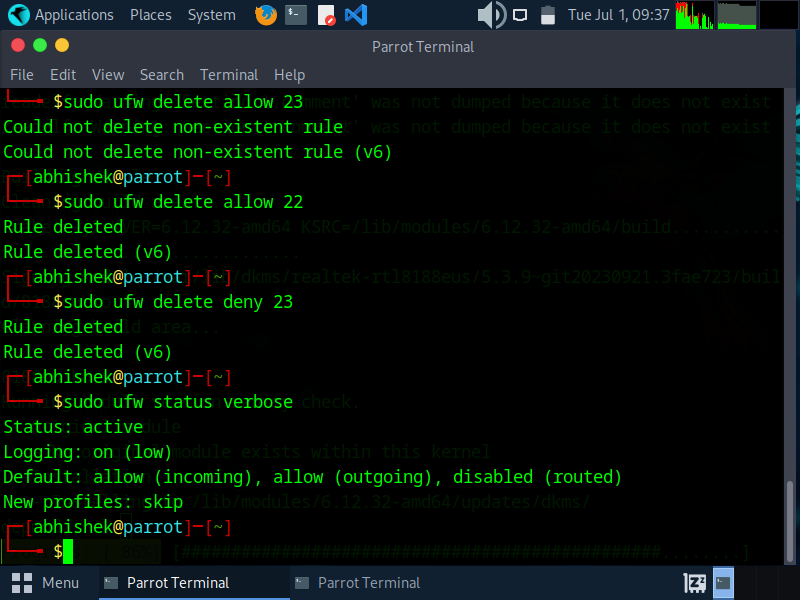 Applications Places System Tue Jul 1, 09:37
Parrot Terminal
File Edit View Search Terminal Help
$sudo ufw delete allow 23
Could not delete non-existent rule
Could not delete non-existent rule (v6)
[abhishek@parrot]─[~]
$sudo ufw delete allow 22
Rule deleted
Rule deleted (v6)
[abhishek@parrot]─[~]
$sudo ufw delete deny 23
Rule deleted
Rule deleted (v6)
[abhishek@parrot]─[~]
$sudo ufw status verbose
Status: active
Logging: on (low)
Default: allow (incoming), allow (outgoing), disabled (routed)
New profiles: skip
[abhishek@parrot]─[~]
$
Menu Parrot Terminal Parrot Terminal